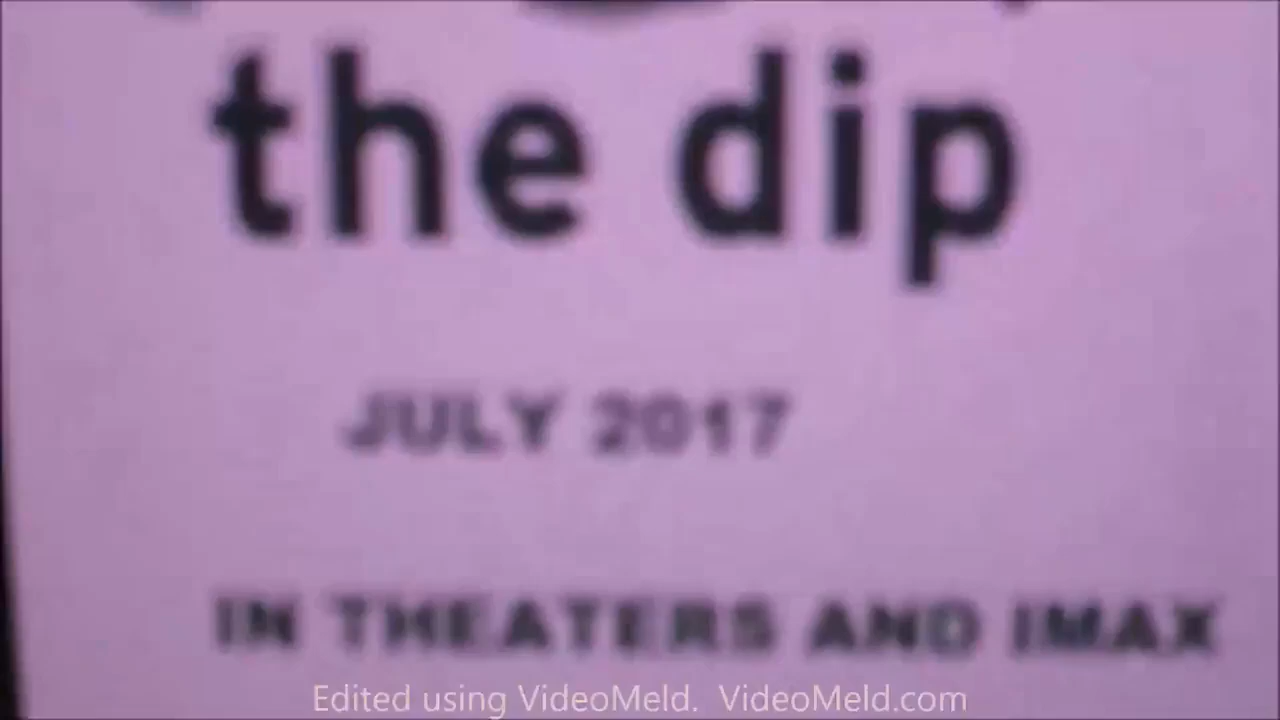 the dip
JULY 2017
IN THEATERS AND IMAX
Edited using VideoMeld. VideoMeld.com